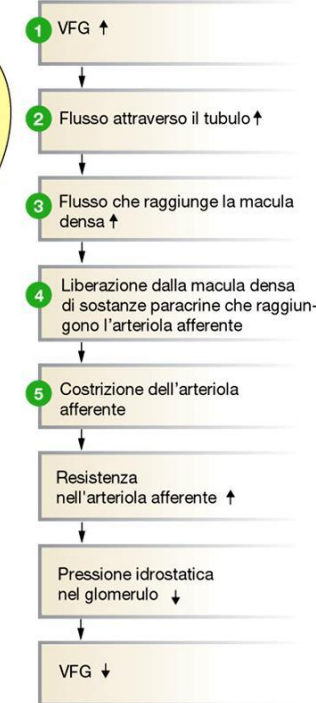 1 VFG ↑
2 Flusso attraverso il tubulo ↑
3 Flusso che raggiunge la macula
densa ↑
4 Liberazione dalla macula densa
di sostanze paracrine che raggiun-
gono l'arteriola afferente
5 Costrizione dell'arteriola
afferente
Resistenza
nell'arteriola afferente ↑
Pressione idrostatica
nel glomerulo ↓
VFG ↓